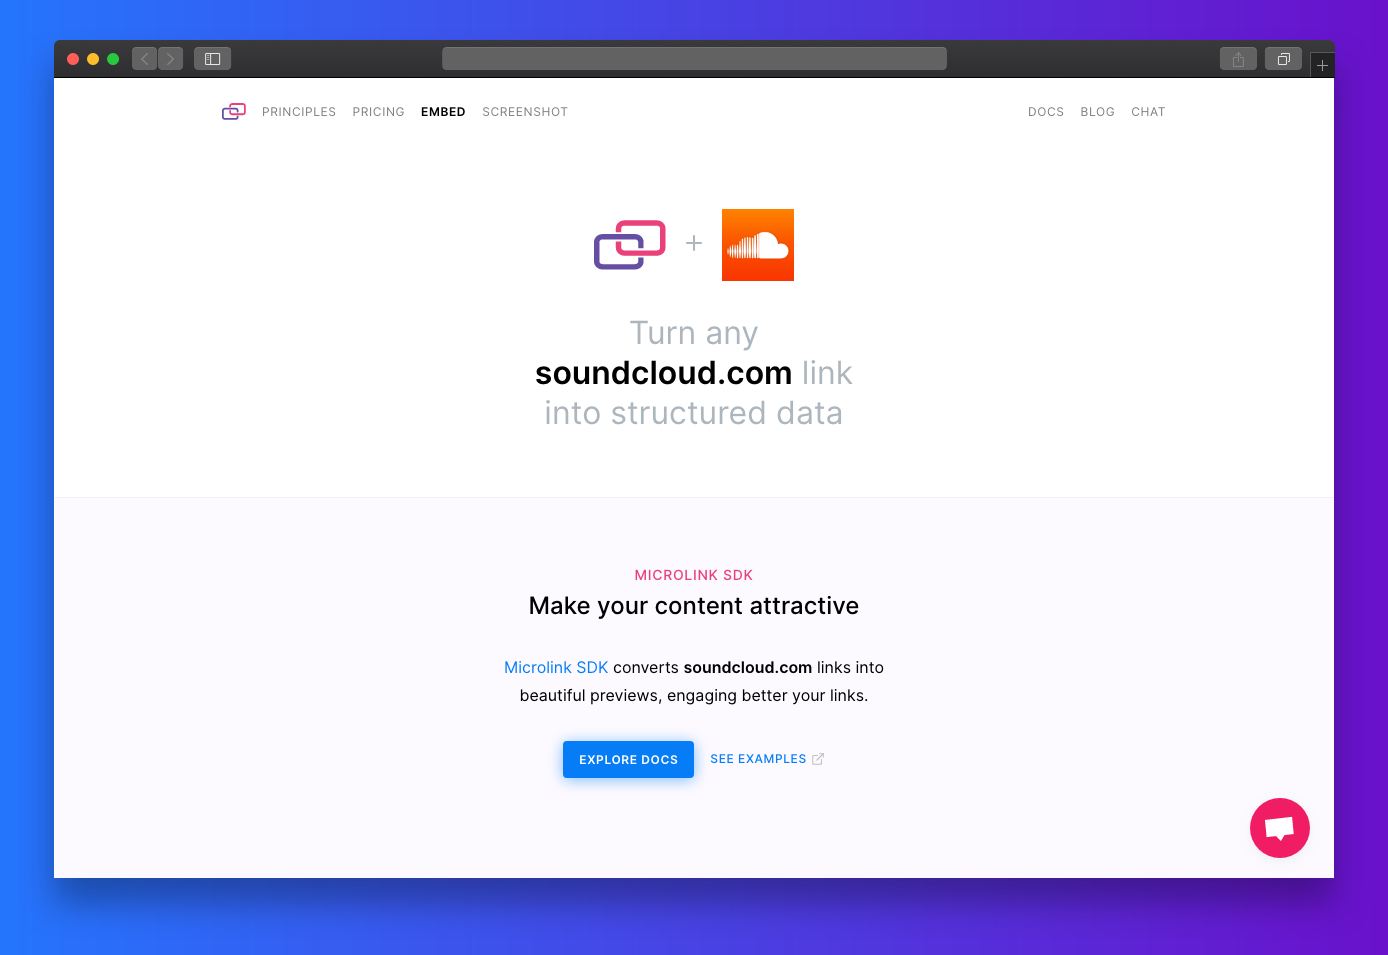 PRINCIPLES PRICING EMBED SCREENSHOT DOCS BLOG CHAT
Turn any
soundcloud.com link
into structured data
MICROLINK SDK
Make your content attractive
Microlink SDK converts soundcloud.com links into
beautiful previews, engaging better your links.
EXPLORE DOCS SEE EXAMPLES